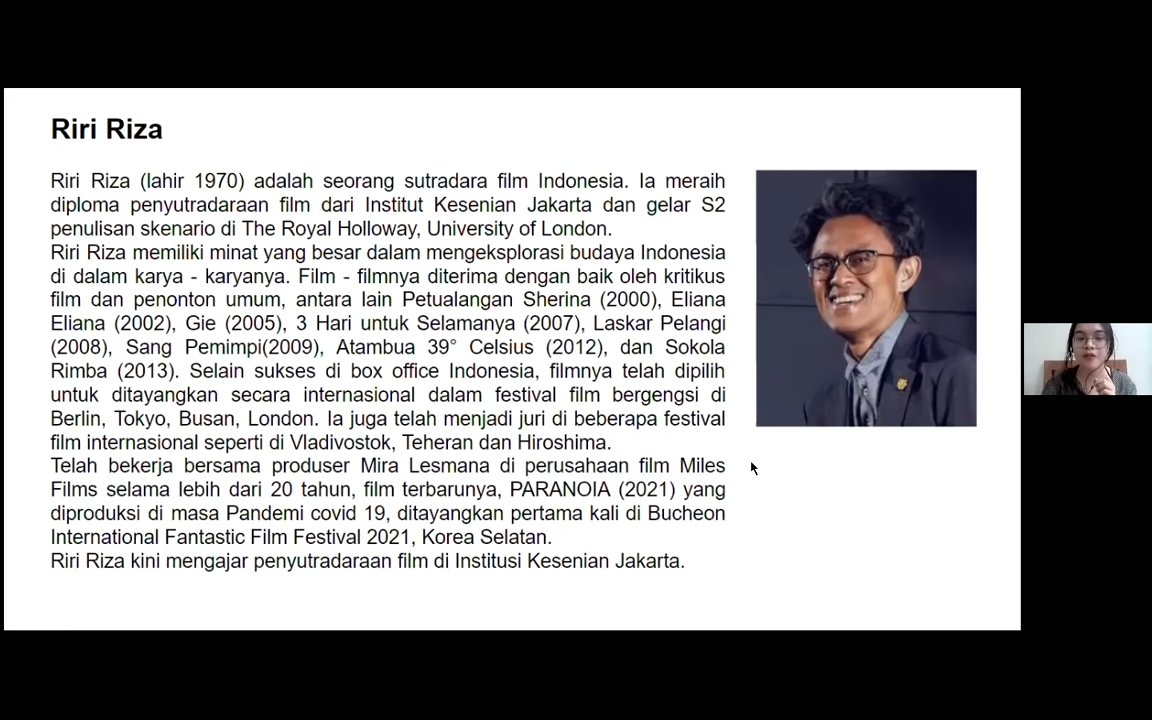 Riri Riza
Riri Riza (lahir 1970) adalah seorang sutradara film Indonesia. Ia meraih
diploma penyutradaraan film dari Institut Kesenian Jakarta dan gelar S2
penulisan skenario di The Royal Holloway, University of London.
Riri Riza memiliki minat yang besar dalam mengeksplorasi budaya Indonesia
di dalam karya - karyanya. Film - filmnya diterima dengan baik oleh kritikus
film dan penonton umum, antara lain Petualangan Sherina (2000), Eliana
Eliana (2002), Gie (2005), 3 Hari untuk Selamanya (2007), Laskar Pelangi
(2008), Sang Pemimpi(2009), Atambua 39° Celsius (2012), dan Sokola
Rimba (2013). Selain sukses di box office Indonesia, filmnya telah dipilih
untuk ditayangkan secara internasional dalam festival film bergengsi di
Berlin, Tokyo, Busan, London. Ia juga telah menjadi juri di beberapa festival
film internasional seperti di Vladivostok, Teheran dan Hiroshima.
Telah bekerja bersama produser Mira Lesmana di perusahaan film Miles
Films selama lebih dari 20 tahun, film terbarunya, PARANOIA (2021) yang
diproduksi di masa Pandemi covid 19, ditayangkan pertama kali di Bucheon
International Fantastic Film Festival 2021, Korea Selatan.
Riri Riza kini mengajar penyutradaraan film di Institusi Kesenian Jakarta.